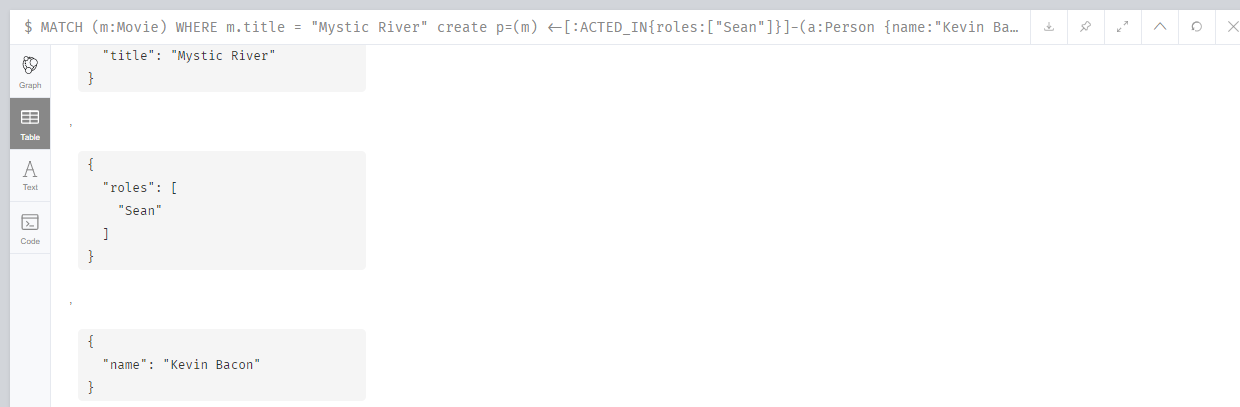 $ MATCH (m:Movie) WHERE m.title = "Mystic River" create p=(m) <-[:ACTED_IN{roles:["Sean"]}]-(a:Person {name:"Kevin Ba…
Graph
Table
Text
Code
"title": "Mystic River"
}
,
{
"roles": [
"Sean"
]
}
,
{
"name": "Kevin Bacon"
}